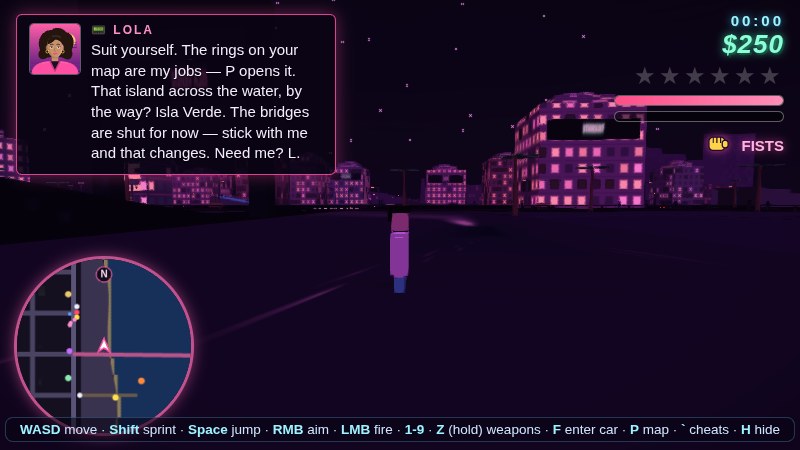 LOLA
Suit yourself. The rings on your
map are my jobs — P opens it.
That island across the water, by
the way? Isla Verde. The bridges
are shut for now — stick with me
and that changes. Need me? L.
00:00
$250
FISTS
N
WASD move · Shift sprint · Space jump · RMB aim · LMB fire · 1-9 · Z (hold) weapons · F enter car · P map · ` cheats · H hide